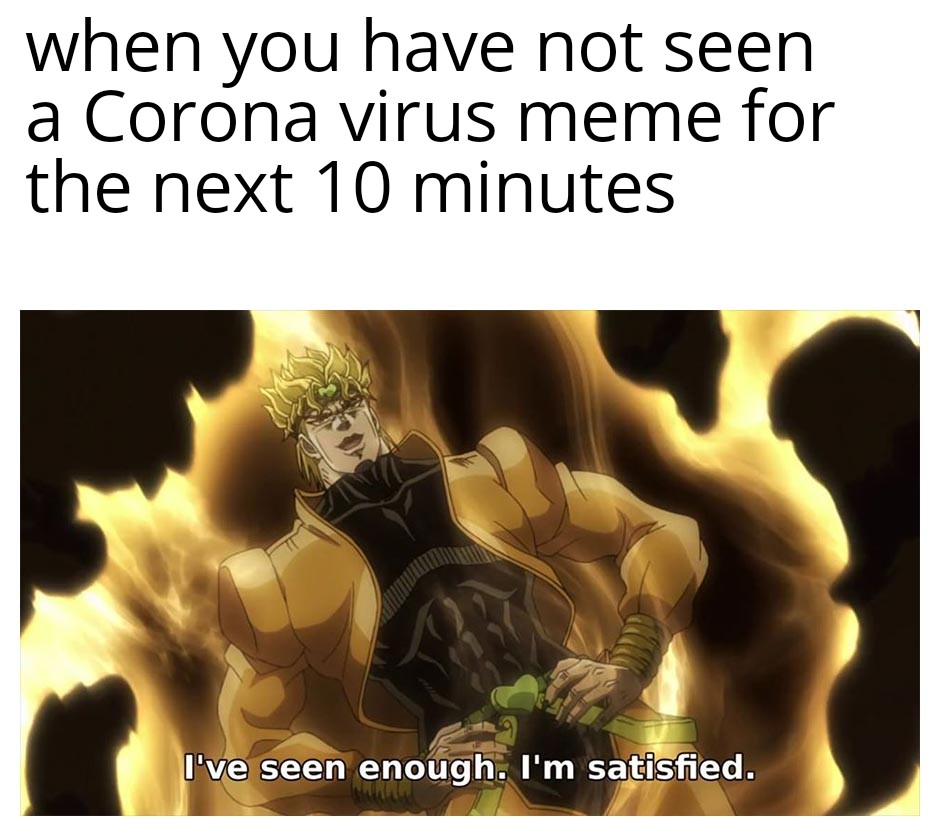 when you have not seen
a Corona virus meme for
the next 10 minutes
I've seen enough. I'm satisfied.